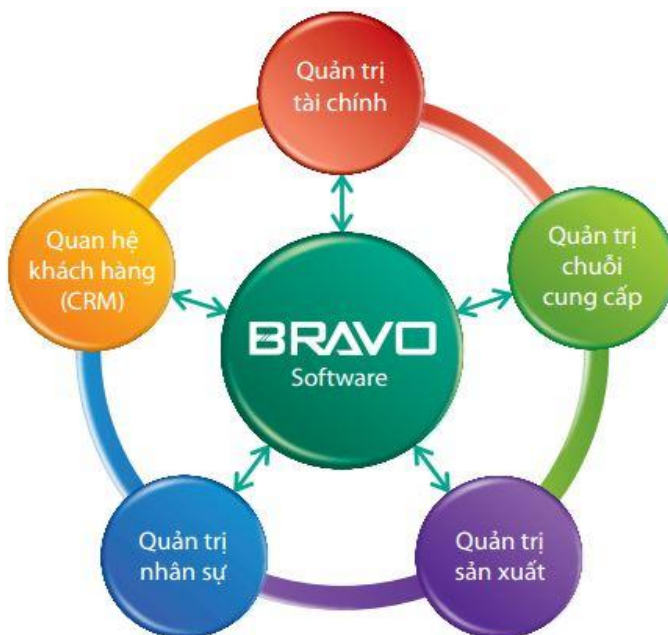 Quản trị
tài chính
Quan hệ
khách hàng
(CRM)
Quản trị
chuỗi
cung cấp
BRAVO
Software
Quản trị
nhân sự
Quản trị
sản xuất